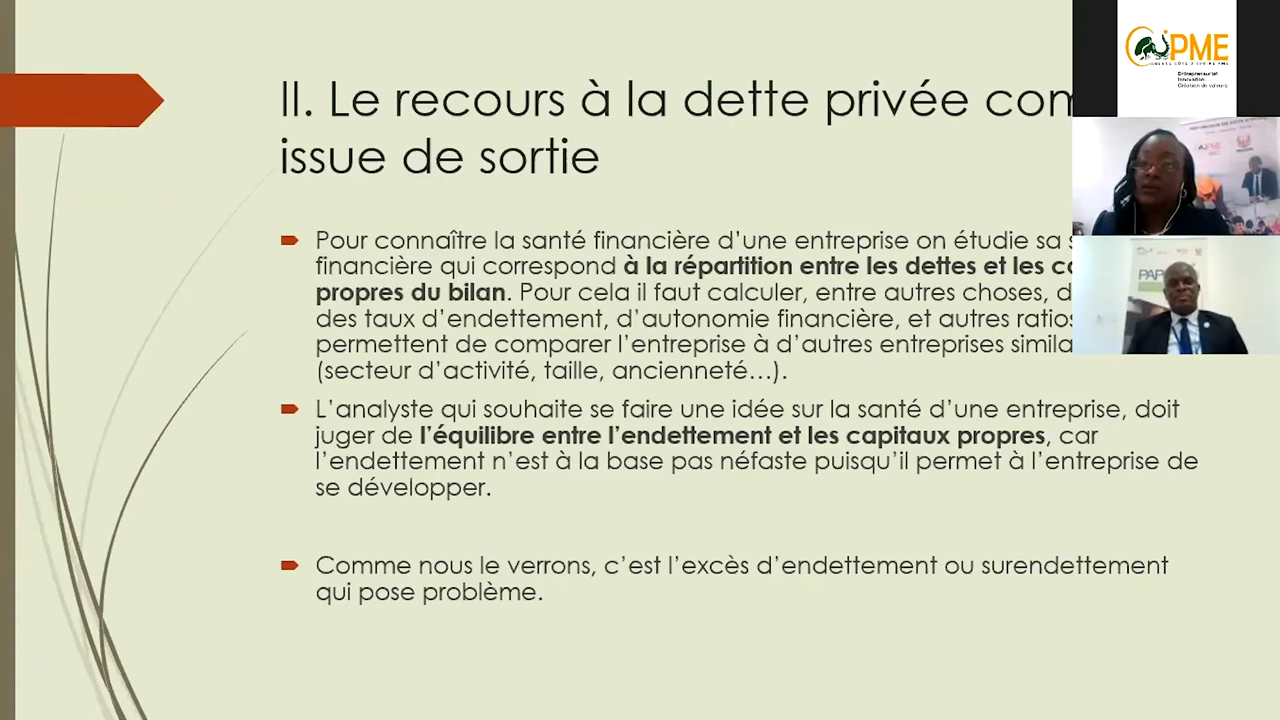 II. Le recours à la dette privée
issue de sortie
Pour connaître la santé financière d’une entreprise on étudie sa
financière qui correspond à la répartition entre les dettes et les
propres du bilan. Pour cela il faut calculer, entre autres choses,
des taux d’endettement, d’autonomie financière, et autres ratios
permettent de comparer l’entreprise à d’autres entreprises
(secteur d’activité, taille, ancienneté…).
L’analyste qui souhaite se faire une idée sur la santé d’une entreprise, doit
juger de l’équilibre entre l’endettement et les capitaux propres, car
l’endettement n’est à la base pas néfaste puisqu’il permet à l’entreprise de
se développer.
Comme nous le verrons, c’est l’excès d’endettement ou surendettement
qui pose problème.
PME
Entrepreneuriat
Innovation
Création de valeurs